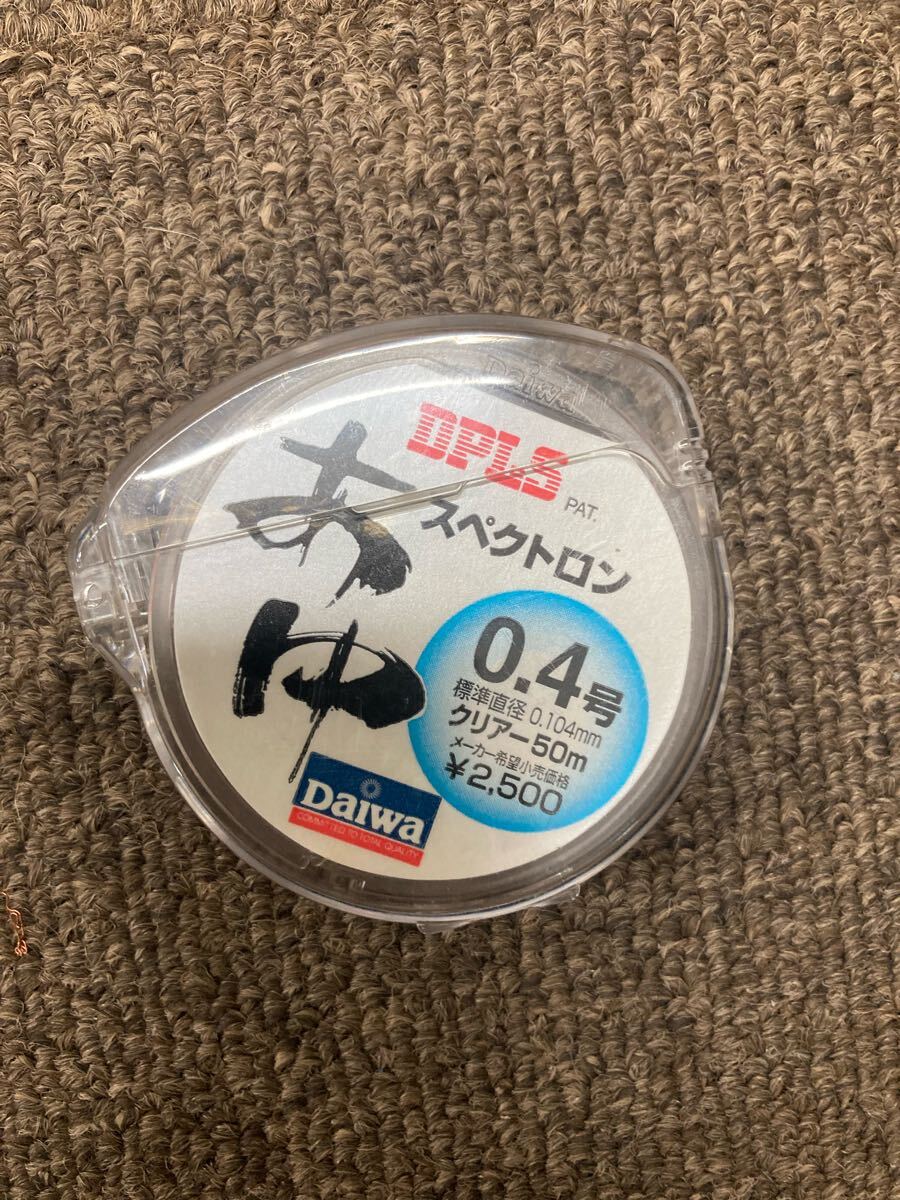 Daiwa
DPLS
PAT.
スペクトロン
あゆ
0.4号
標準直径 0.104mm
クリアー50m
メーカー希望小売価格
¥2,500
Daiwa
COMMITTED TO TOTAL QUALITY